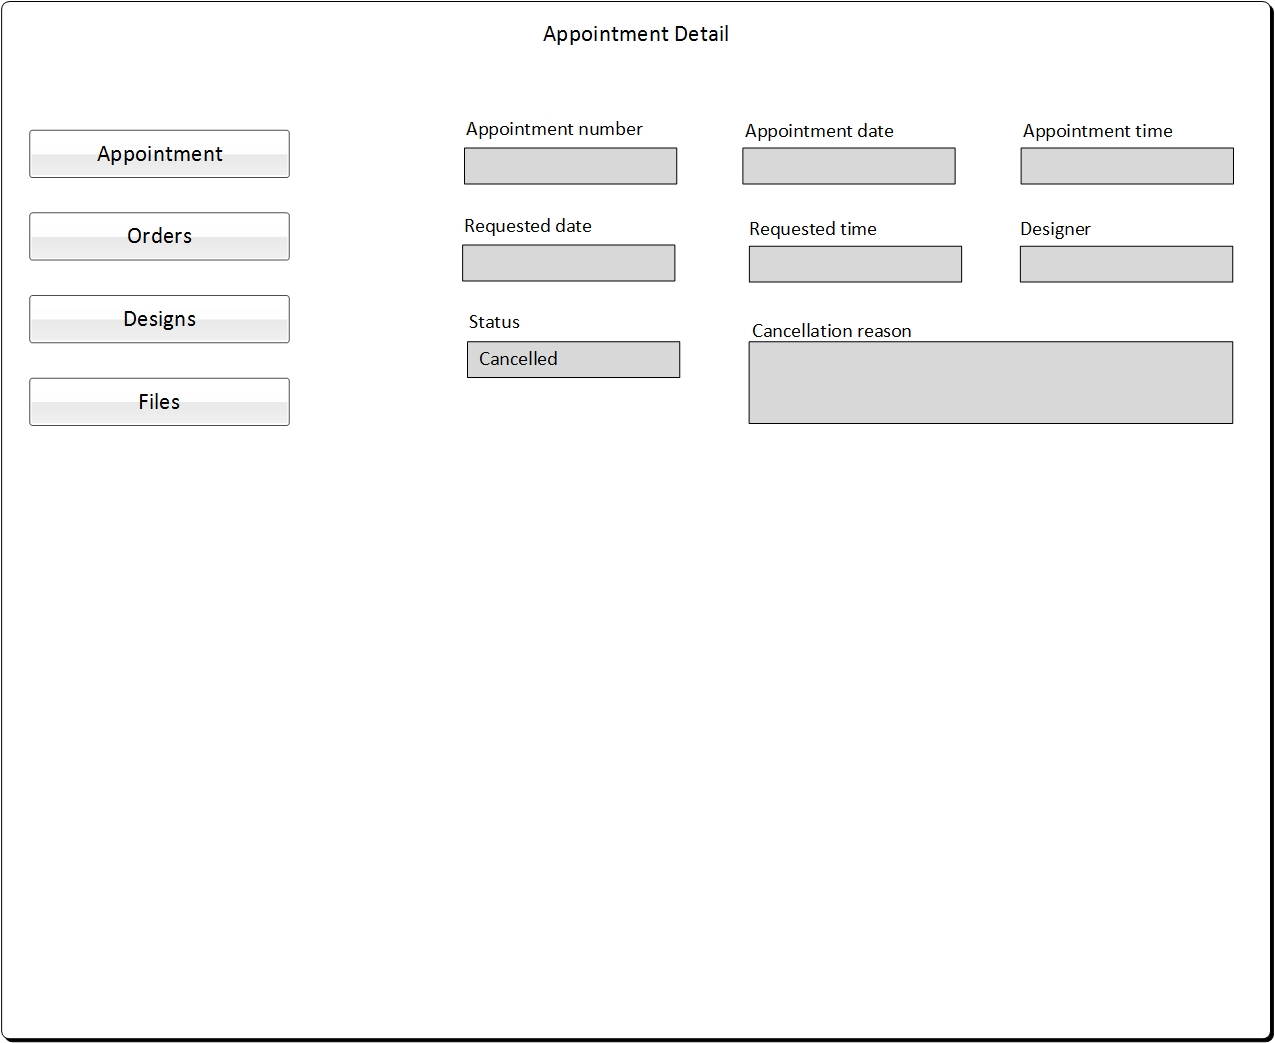 Appointment Detail
Appointment
Orders
Designs
Files
Appointment number
Appointment date
Appointment time
Requested date
Requested time
Designer
Status
Cancelled
Cancellation reason